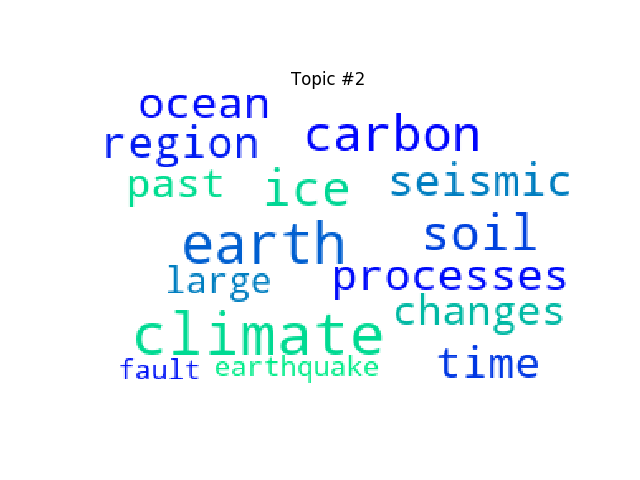 Topic #2
ocean
carbon
region
past
ice
seismic
earth
soil
large
processes
changes
climate
time
fault
earthquake